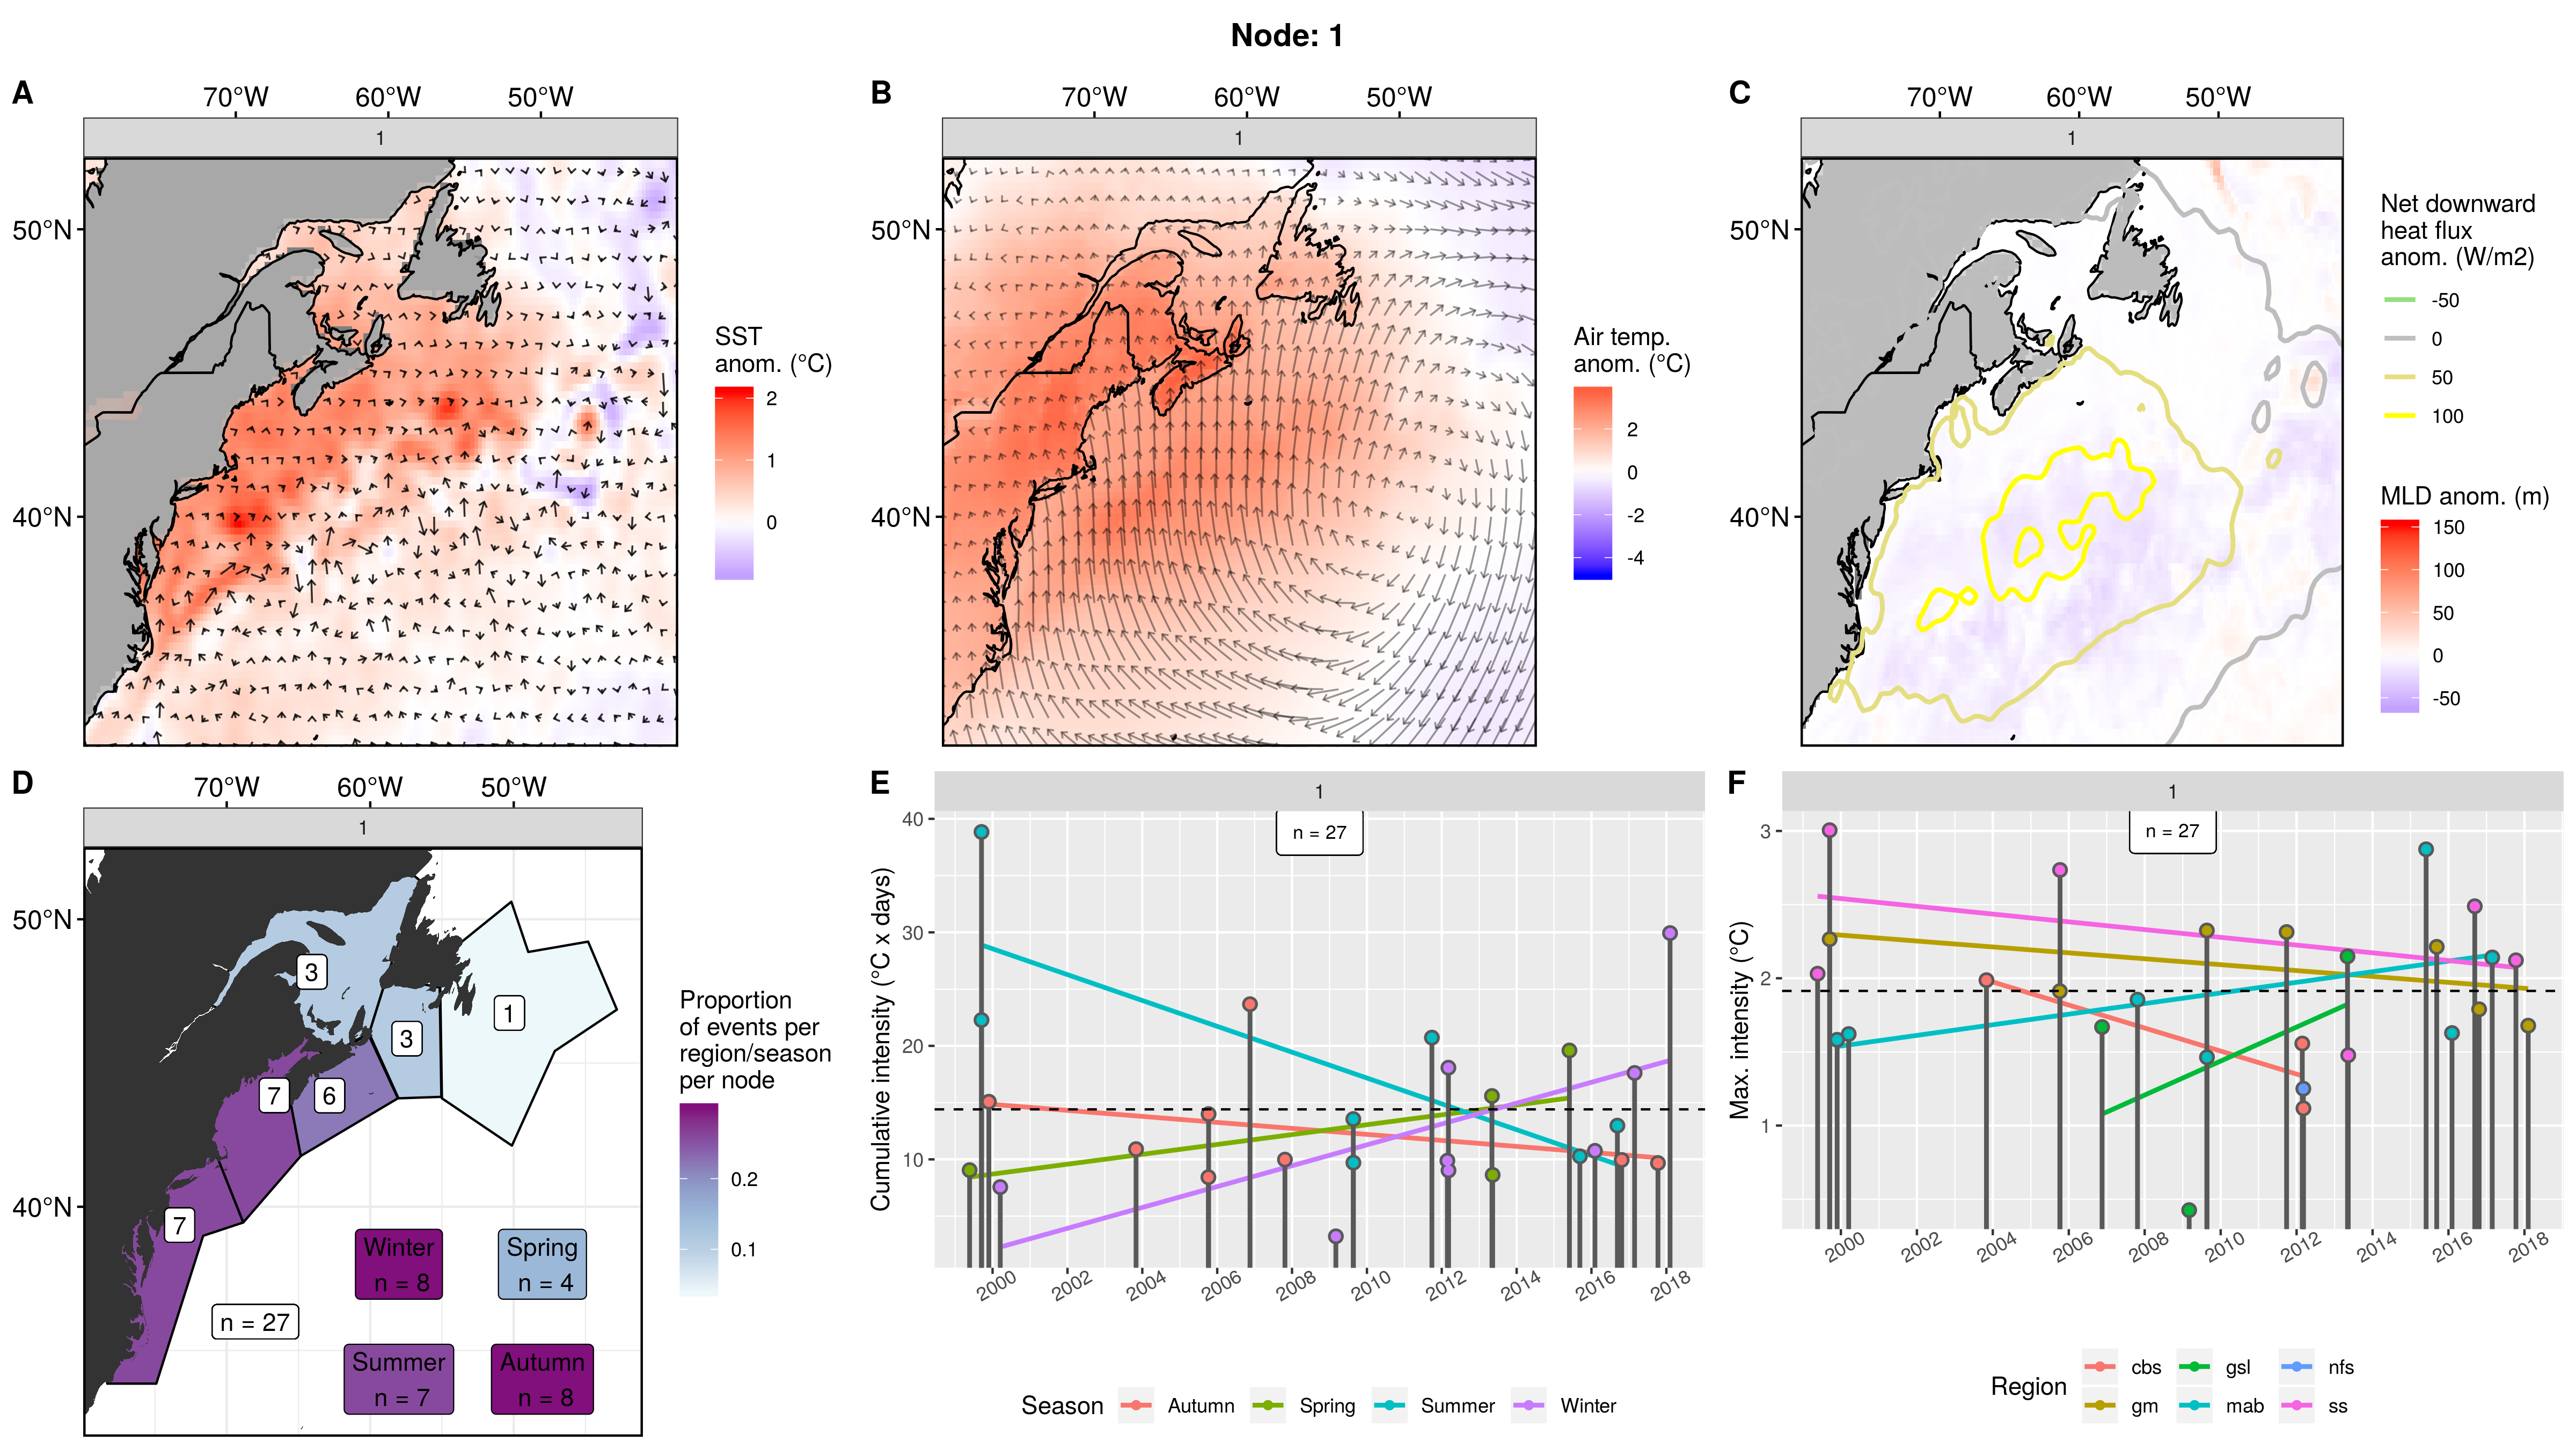 Node: 1
A
70°W 60°W 50°W
1
50°N
40°N
SST
anom. (°C)
2
1
0
B
70°W 60°W 50°W
1
50°N
40°N
Air temp.
anom. (°C)
2
0
-2
-4
C
70°W 60°W 50°W
1
50°N
40°N
Net downward
heat flux
anom. (W/m2)
-50
0
50
100
MLD anom. (m)
150
100
50
0
-50
D
70°W 60°W 50°W
1
50°N
40°N
3
1
3
7
6
7
n = 27
Winter
n = 8
Spring
n = 4
Summer
n = 7
Autumn
n = 8
Proportion
of events per
region/season
per node
0.2
0.1
E
1
n = 27
Cumulative intensity (°C x days)
40
30
20
10
2000 2002 2004 2006 2008 2010 2012 2014 2016 2018
Season Autumn Spring Summer Winter
F
1
n = 27
Max. intensity (°C)
3
2
1
2000 2002 2004 2006 2008 2010 2012 2014 2016 2018
Region
cbs gsl nfs
gm mab ss